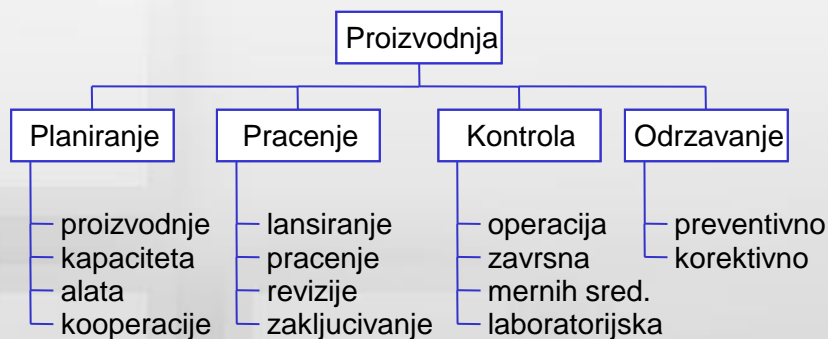 Proizvodnja
Planiranje
Pracenje
Kontrola
Odrzavanje
proizvodnje
kapaciteta
alata
kooperacije
lansiranje
pracenje
revizije
zakljucivanje
operacija
zavrsna
mernih sred.
laboratorijska
preventivno
korektivno